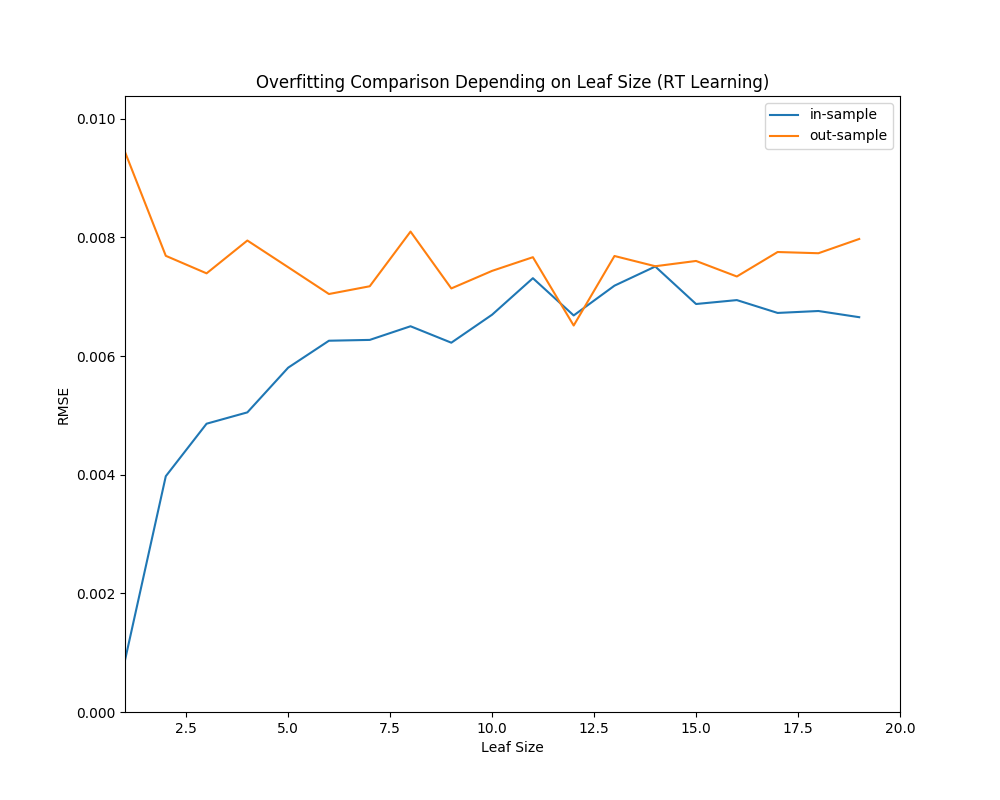 Overfitting Comparison Depending on Leaf Size (RT Learning)
in-sample
out-sample
0.010
0.008
0.006
0.004
0.002
0.000
RMSE
2.5 5.0 7.5 10.0 12.5 15.0 17.5 20.0
Leaf Size